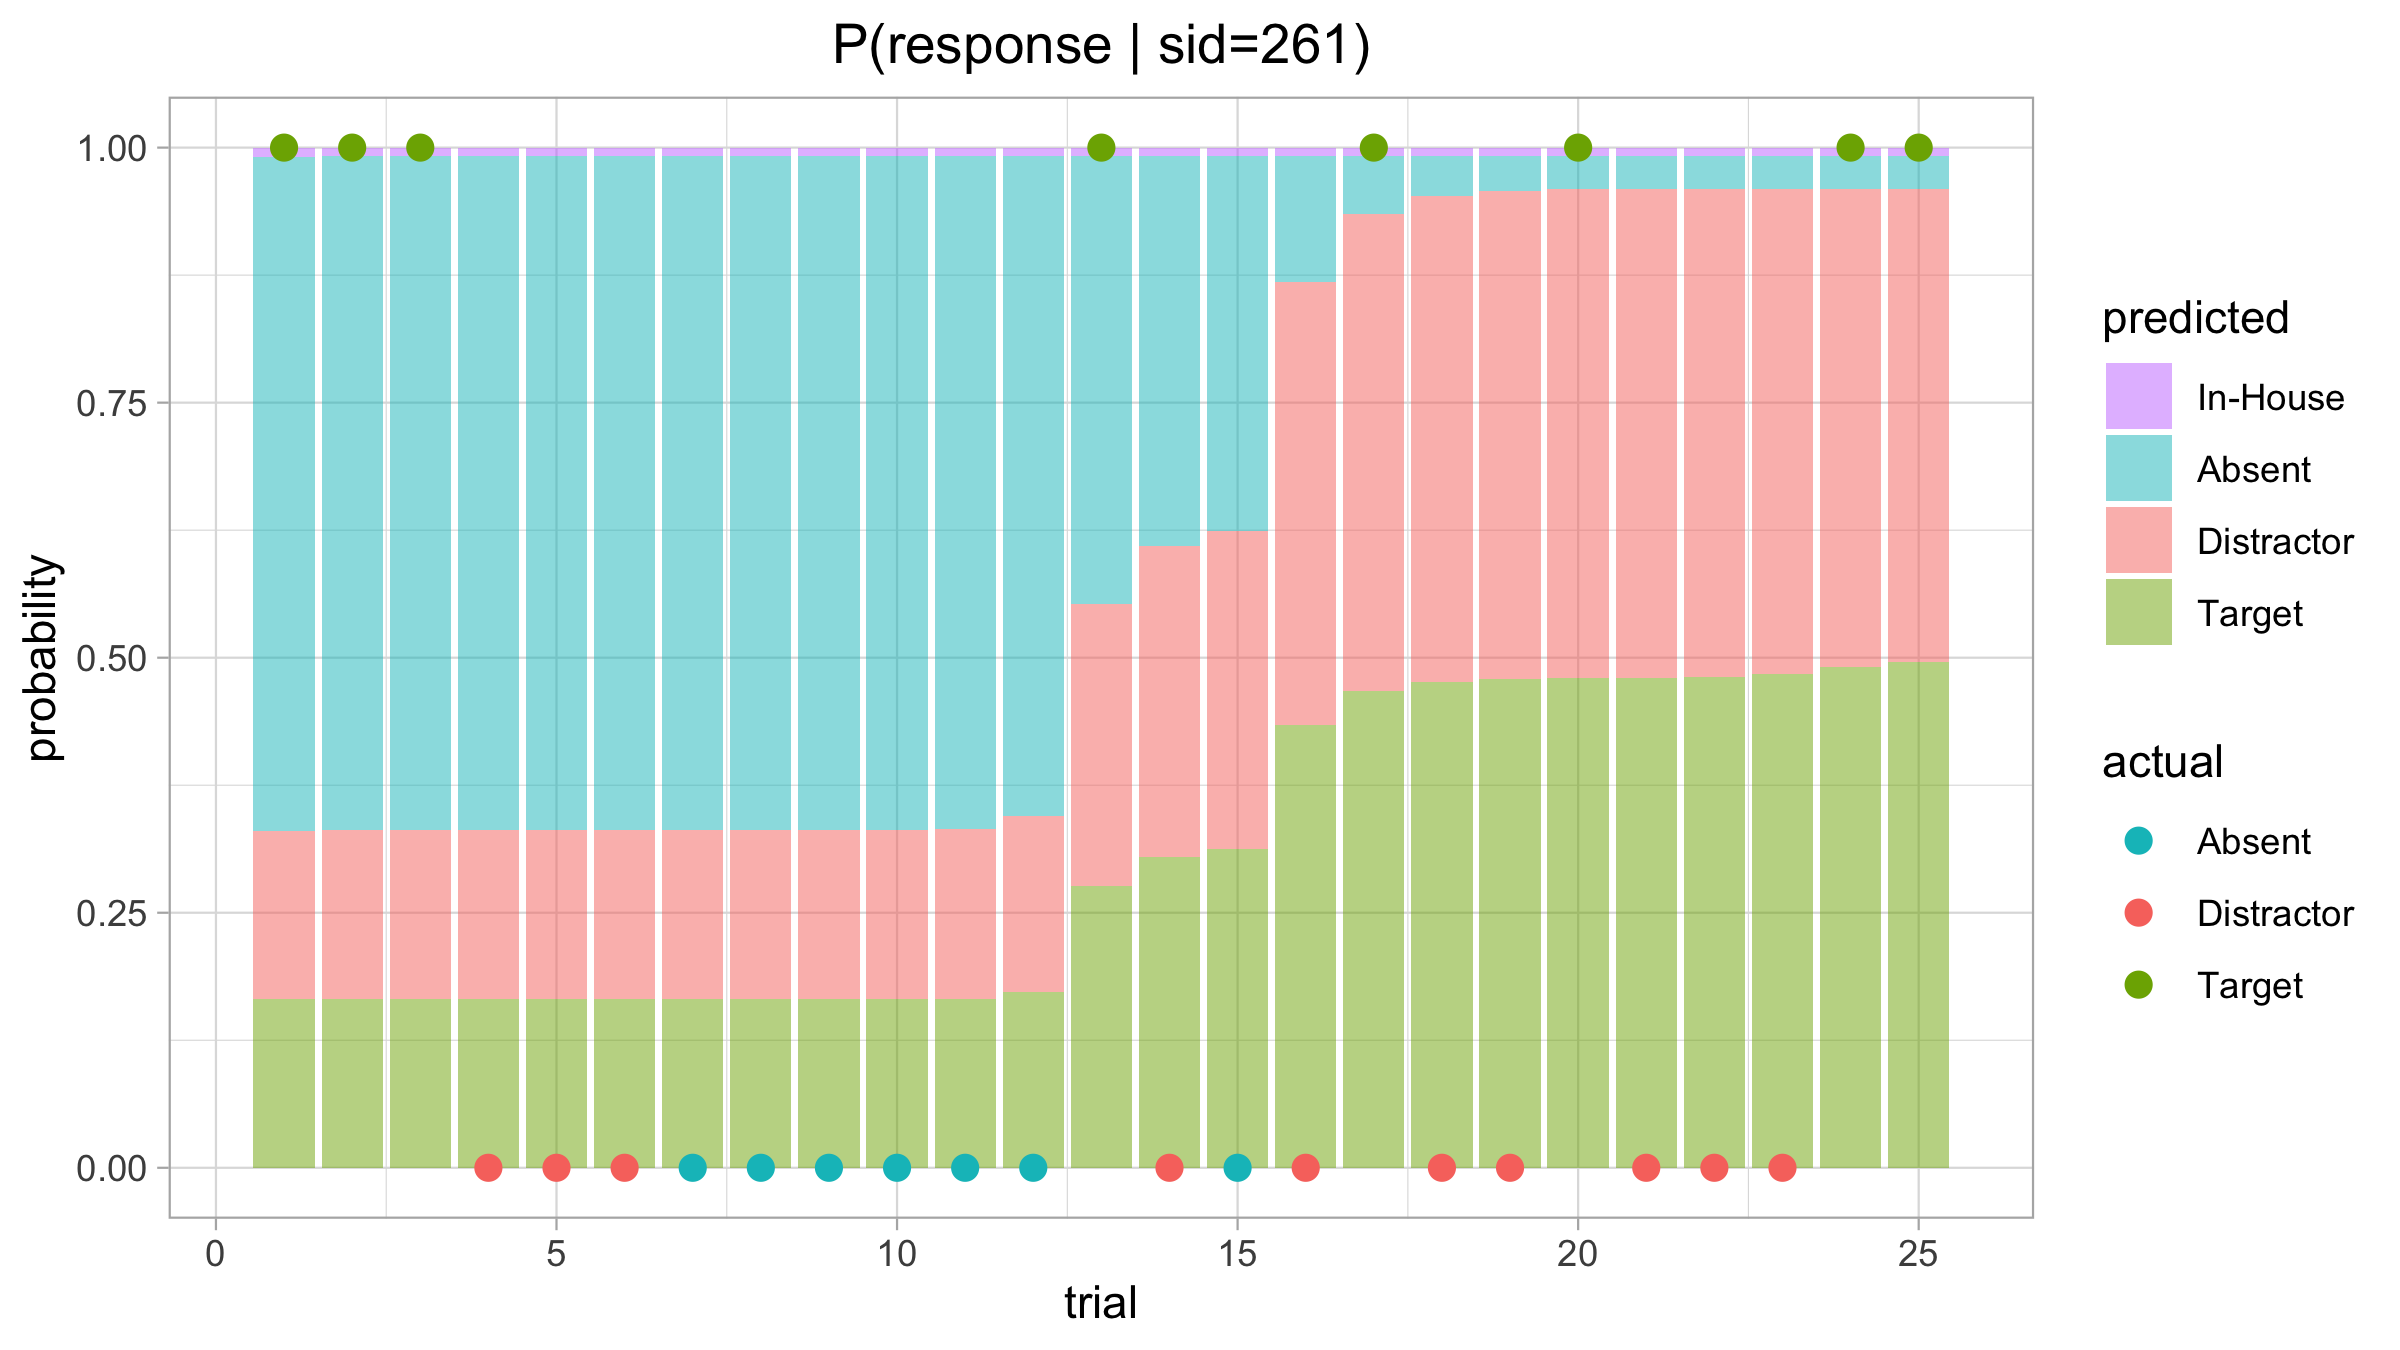 P(response | sid=261)
probability
1.00
0.75
0.50
0.25
0.00
0 5 10 15 20 25
trial
predicted
In-House
Absent
Distractor
Target
actual
Absent
Distractor
Target